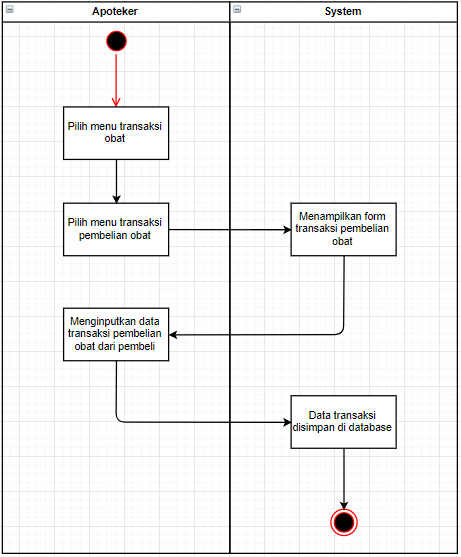 Apoteker
System
Pilih menu transaksi
obat
Pilih menu transaksi
pembelian obat
Menampilkan form
transaksi pembelian
obat
Menginputkan data
transaksi pembelian
obat dari pembeli
Data transaksi
disimpan di database